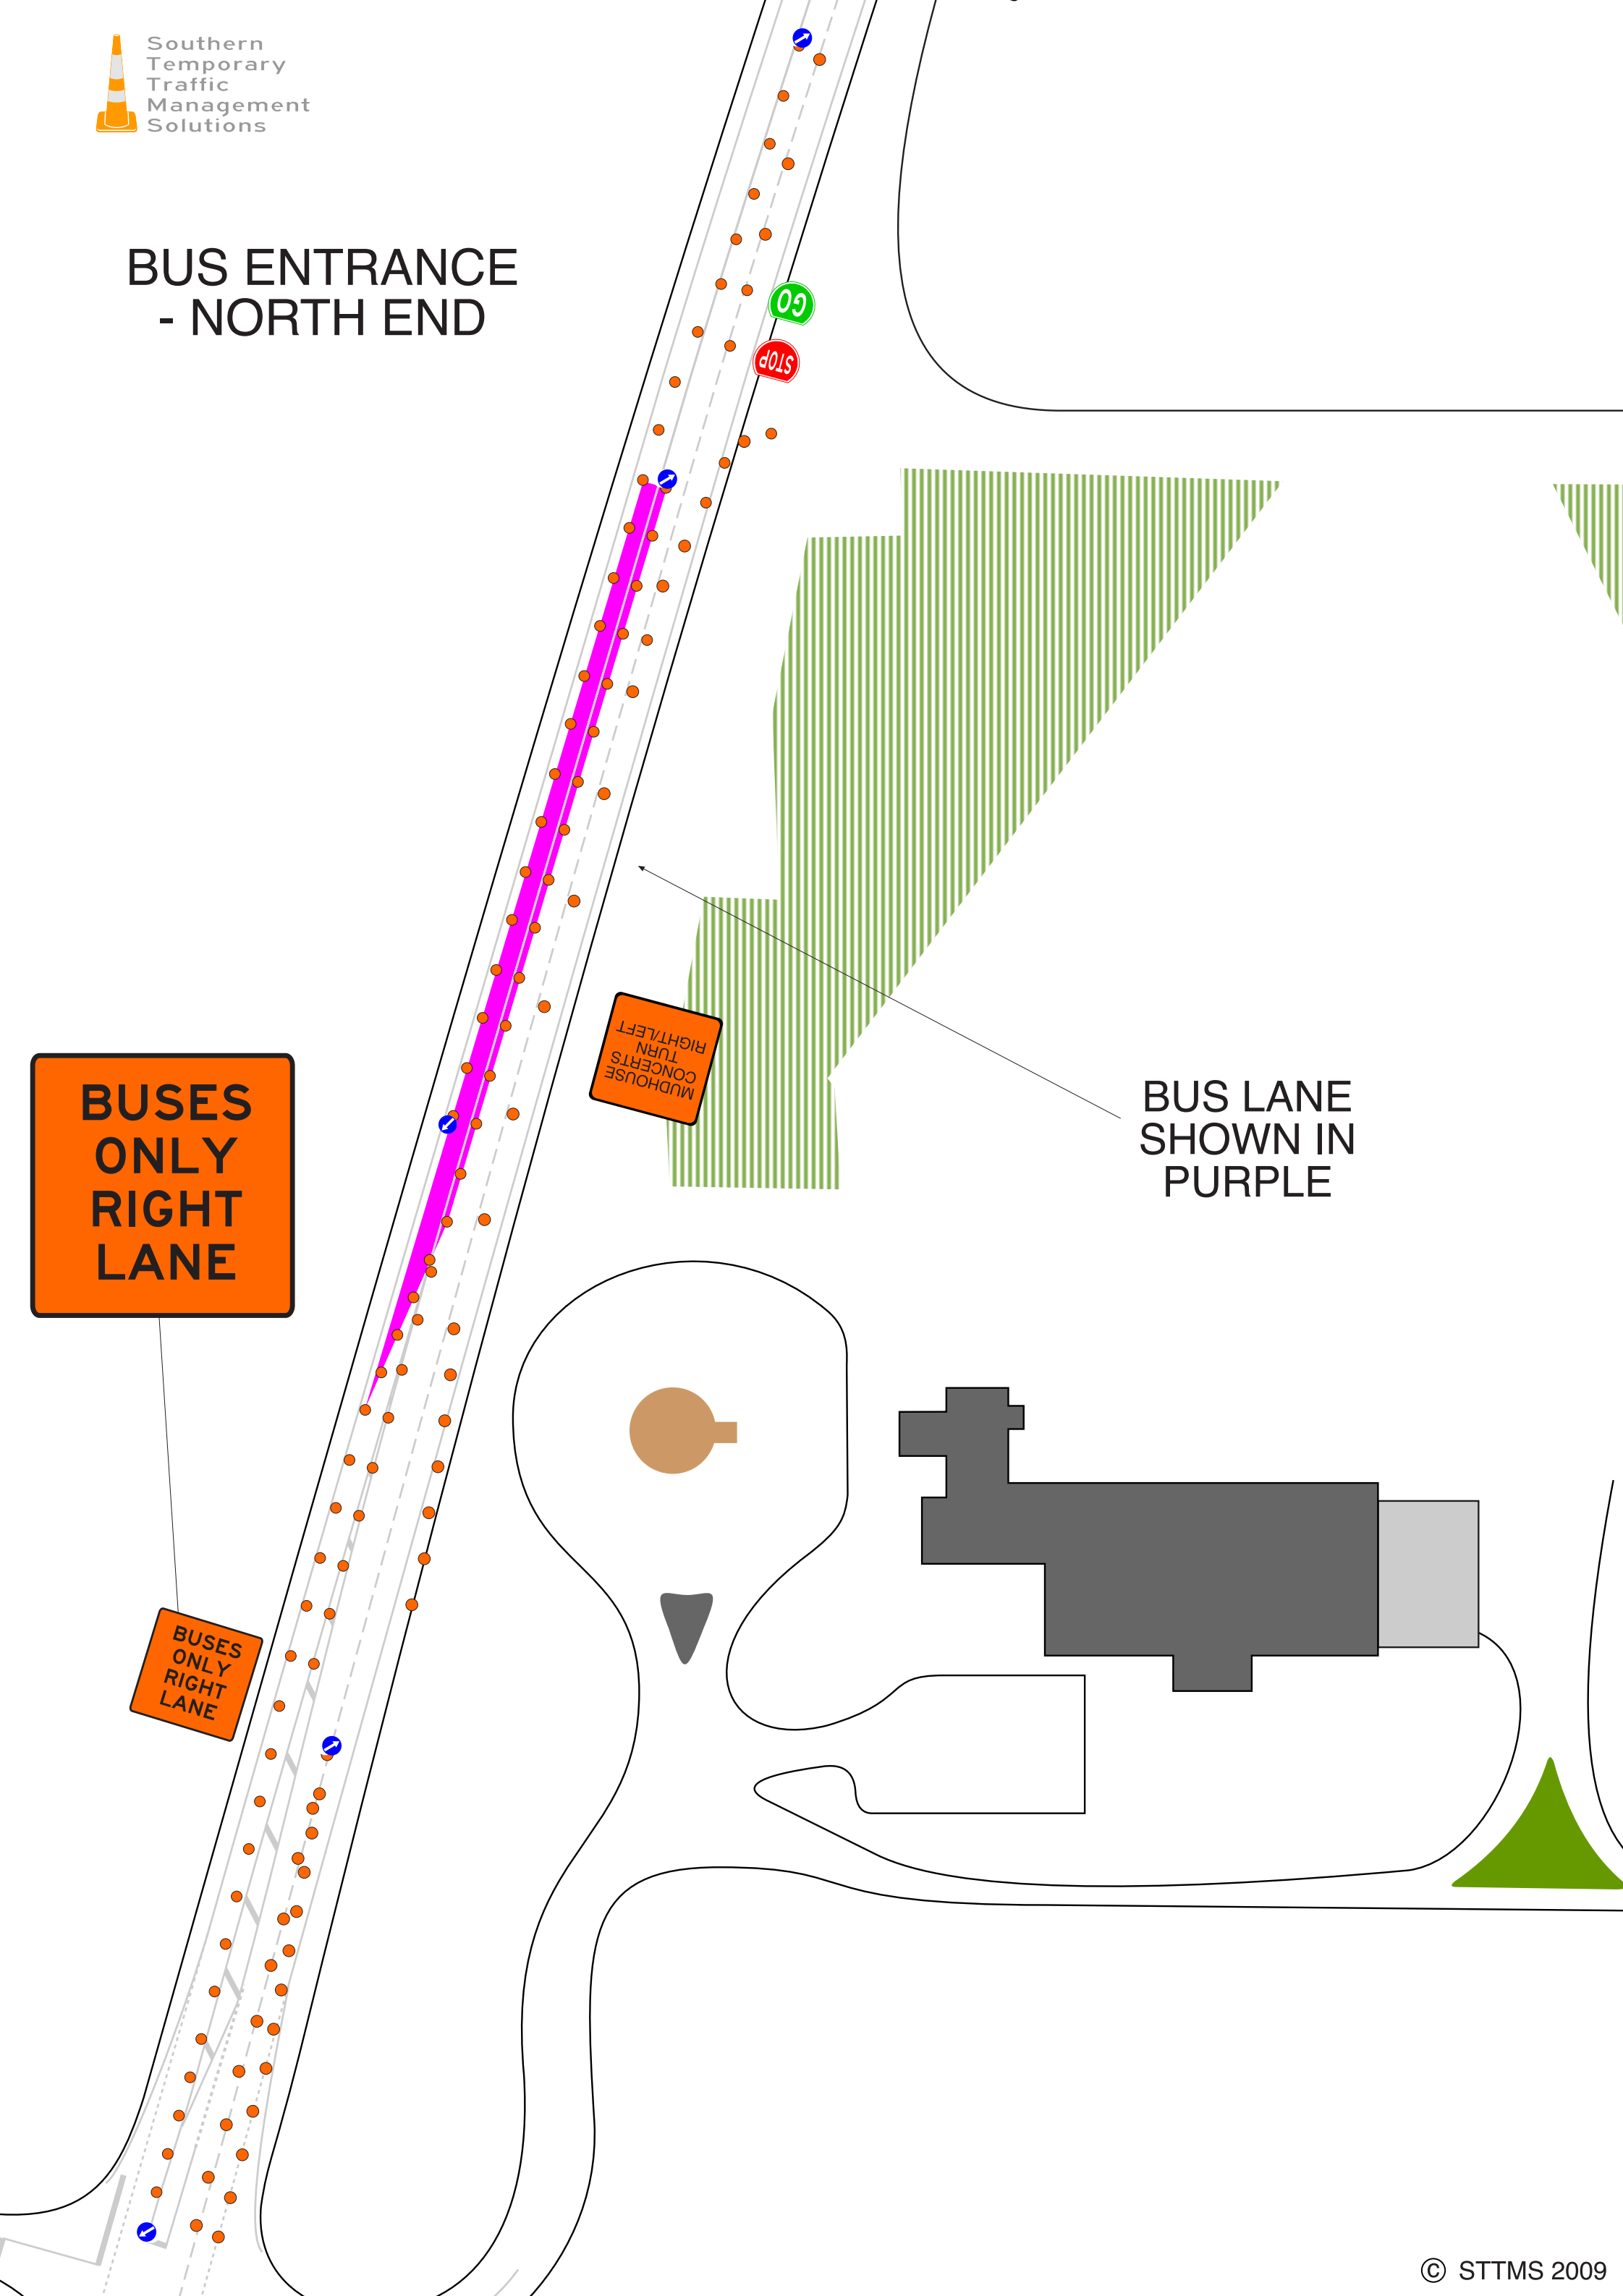 Southern
Temporary
Traffic
Management
Solutions
BUS ENTRANCE
- NORTH END
GO
STOP
MUDHOUSE
CONCERTS
TURN
RIGHT/LEFT
BUSES
ONLY
RIGHT
LANE
BUS LANE
SHOWN IN
PURPLE
BUSES
ONLY
RIGHT
LANE
© STTMS 2009